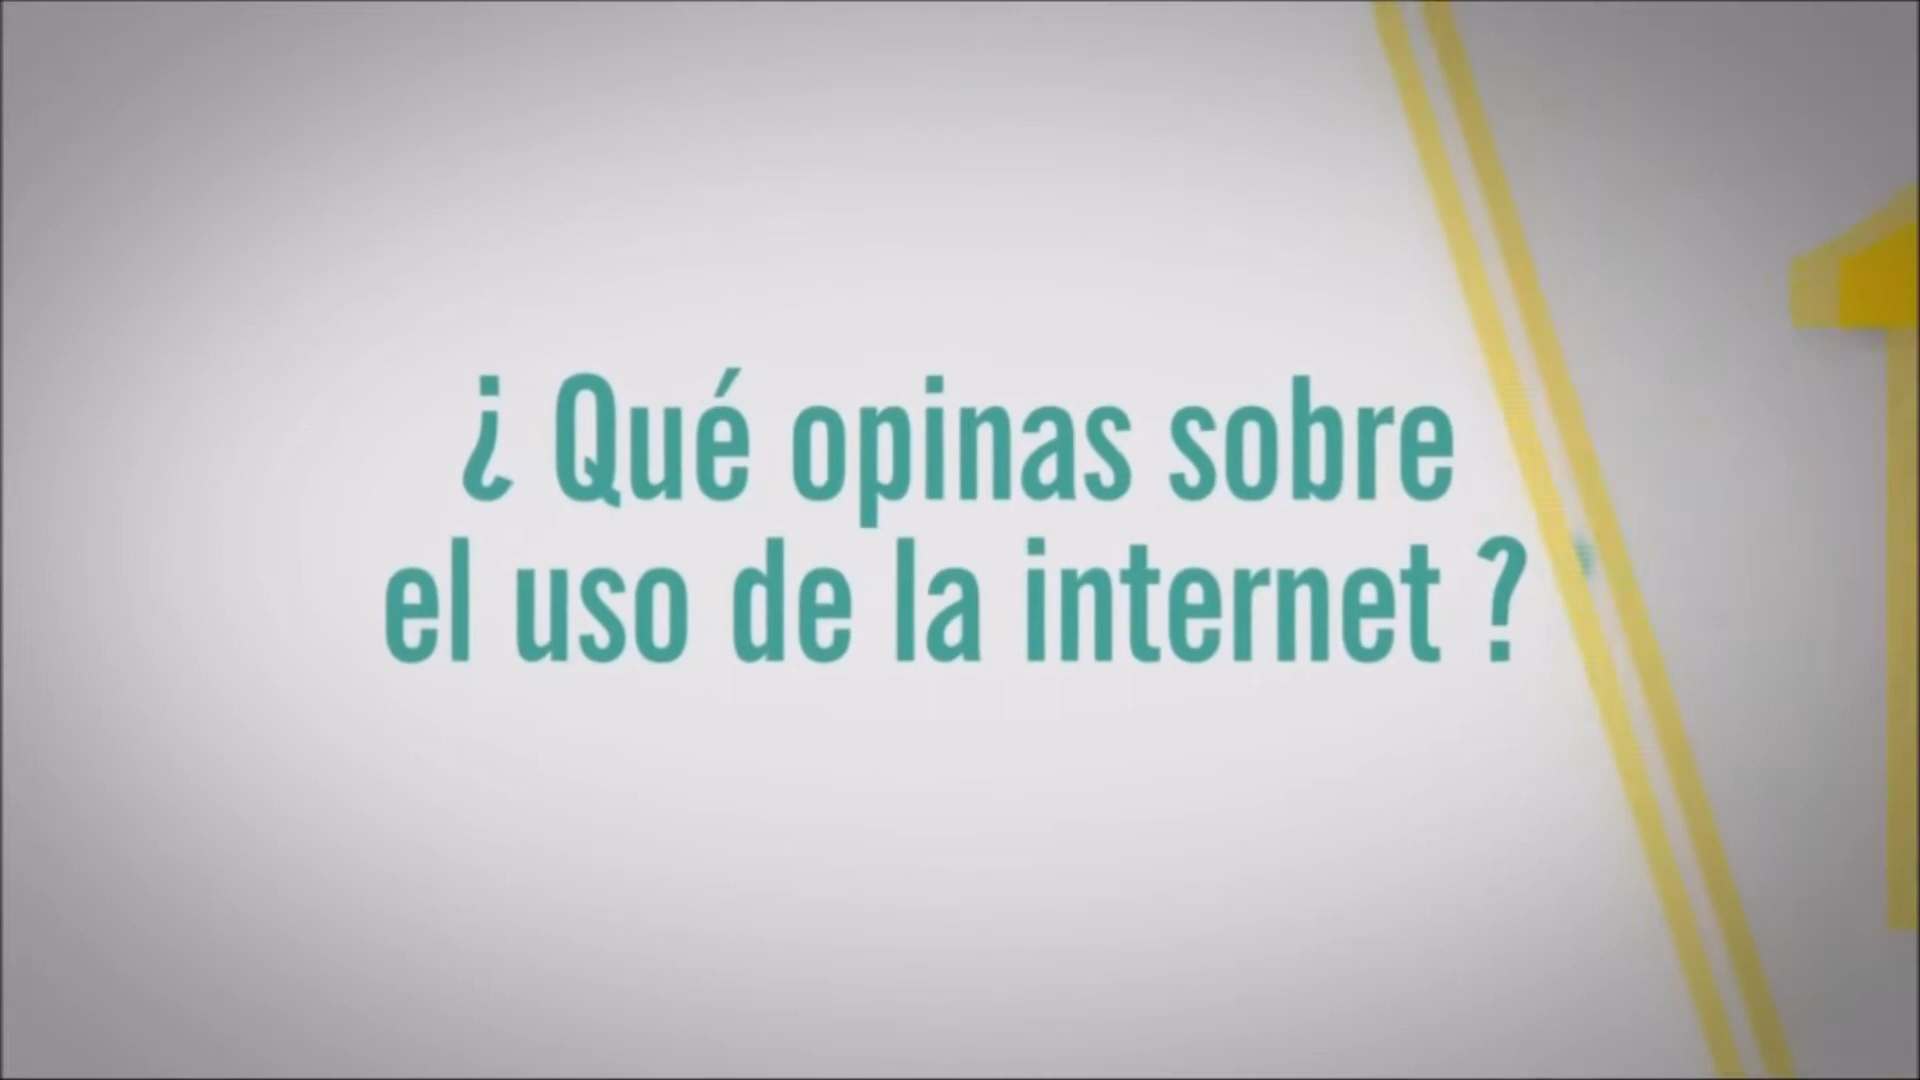 ¿ Qué opinas sobre
el uso de la internet ?